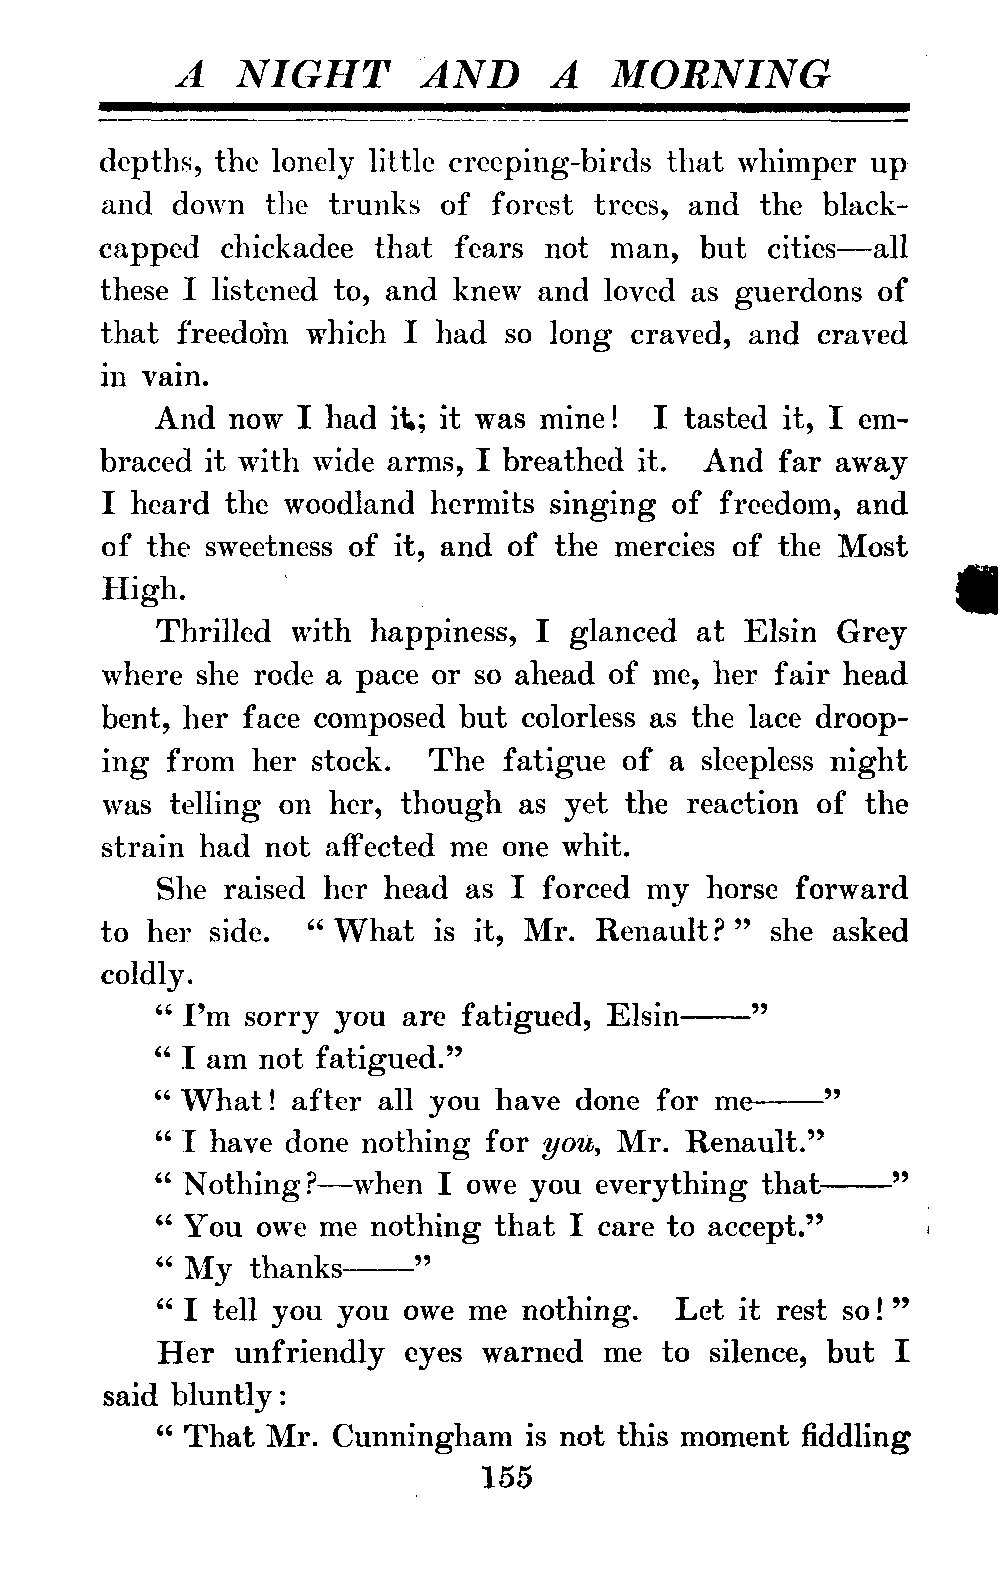 A NIGHT AND A MORNING
depths, the lonely little creeping-birds that whimper up
and down the trunks of forest trees, and the black-
capped chickadee that fears not man, but cities—all
these I listened to, and knew and loved as guerdons of
that freedom which I had so long craved, and craved
in vain.
And now I had it; it was mine! I tasted it, I em-
braced it with wide arms, I breathed it. And far away
I heard the woodland hermits singing of freedom, and
of the sweetness of it, and of the mercies of the Most
High.
Thrilled with happiness, I glanced at Elsin Grey
where she rode a pace or so ahead of me, her fair head
bent, her face composed but colorless as the lace droop-
ing from her stock. The fatigue of a sleepless night
was telling on her, though as yet the reaction of the
strain had not affected me one whit.
She raised her head as I forced my horse forward
to her side. “ What is it, Mr. Renault? ” she asked
coldly.
“ I’m sorry you are fatigued, Elsin——”
“ I am not fatigued.”
“ What! after all you have done for me——”
“ I have done nothing for you, Mr. Renault.”
“ Nothing?—when I owe you everything that——”
“ You owe me nothing that I care to accept.”
“ My thanks——”
“ I tell you you owe me nothing. Let it rest so! ”
Her unfriendly eyes warned me to silence, but I
said bluntly:
“ That Mr. Cunningham is not this moment fiddling
155